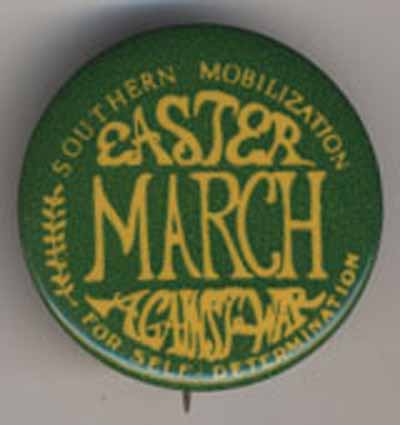 SOUTHERN MOBILIZATION
EASTER
MARCH
AGAINST WAR
FOR SELF DETERMINATION